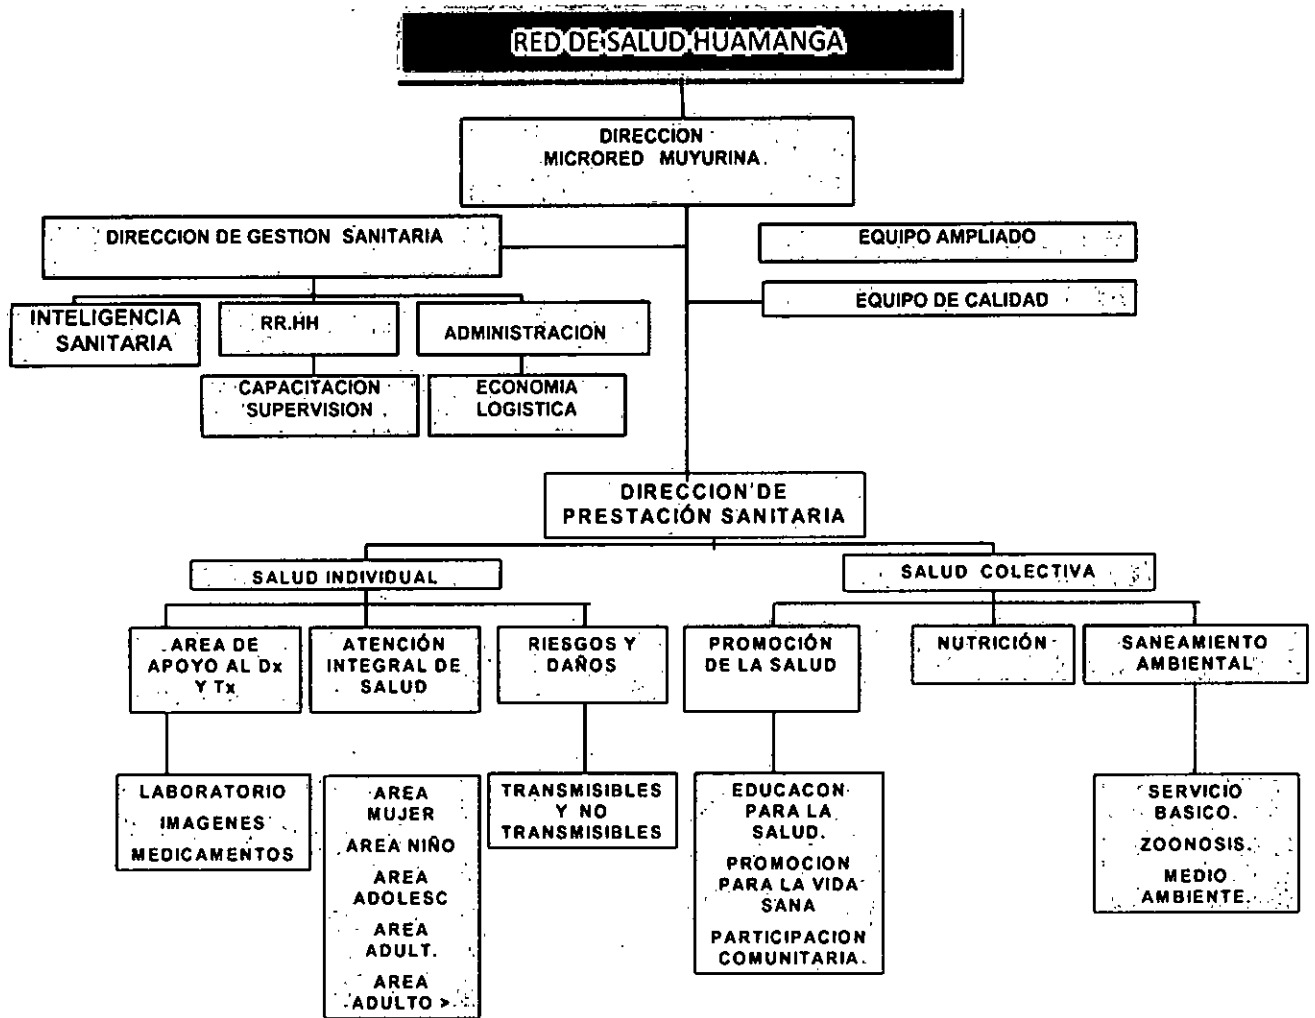 RED DE SALUD HUAMANGA
DIRECCION
MICRORED MUYURINA.
DIRECCION DE GESTION SANITARIA
EQUIPO AMPLIADO
EQUIPO DE CALIDAD
INTELIGENCIA
SANITARIA
RR.HH
ADMINISTRACION
CAPACITACION
SUPERVISION
ECONOMIA
LOGISTICA
DIRECCION DE
PRESTACIÓN SANITARIA
SALUD INDIVIDUAL
SALUD COLECTIVA
AREA DE
APOYO AL Dx
Y Tx
ATENCIÓN
INTEGRAL DE
SALUD
RIESGOS Y
DAÑOS
PROMOCIÓN
DE LA SALUD
NUTRICIÓN
SANEAMIENTO
AMBIENTAL
LABORATORIO
IMAGENES
MEDICAMENTOS
AREA
MUJER
AREA NIÑO
AREA
ADOLESC
AREA
ADULT.
AREA
ADULTO >
TRANSMISIBLES
Y NO
TRANSMISIBLES
EDUCACON
PARA LA
SALUD.
PROMOCION
PARA LA VIDA
SANA
PARTICIPACION
COMUNITARIA.
SERVICIO
BASICO.
ZOONOSIS.
MEDIO
AMBIENTE.